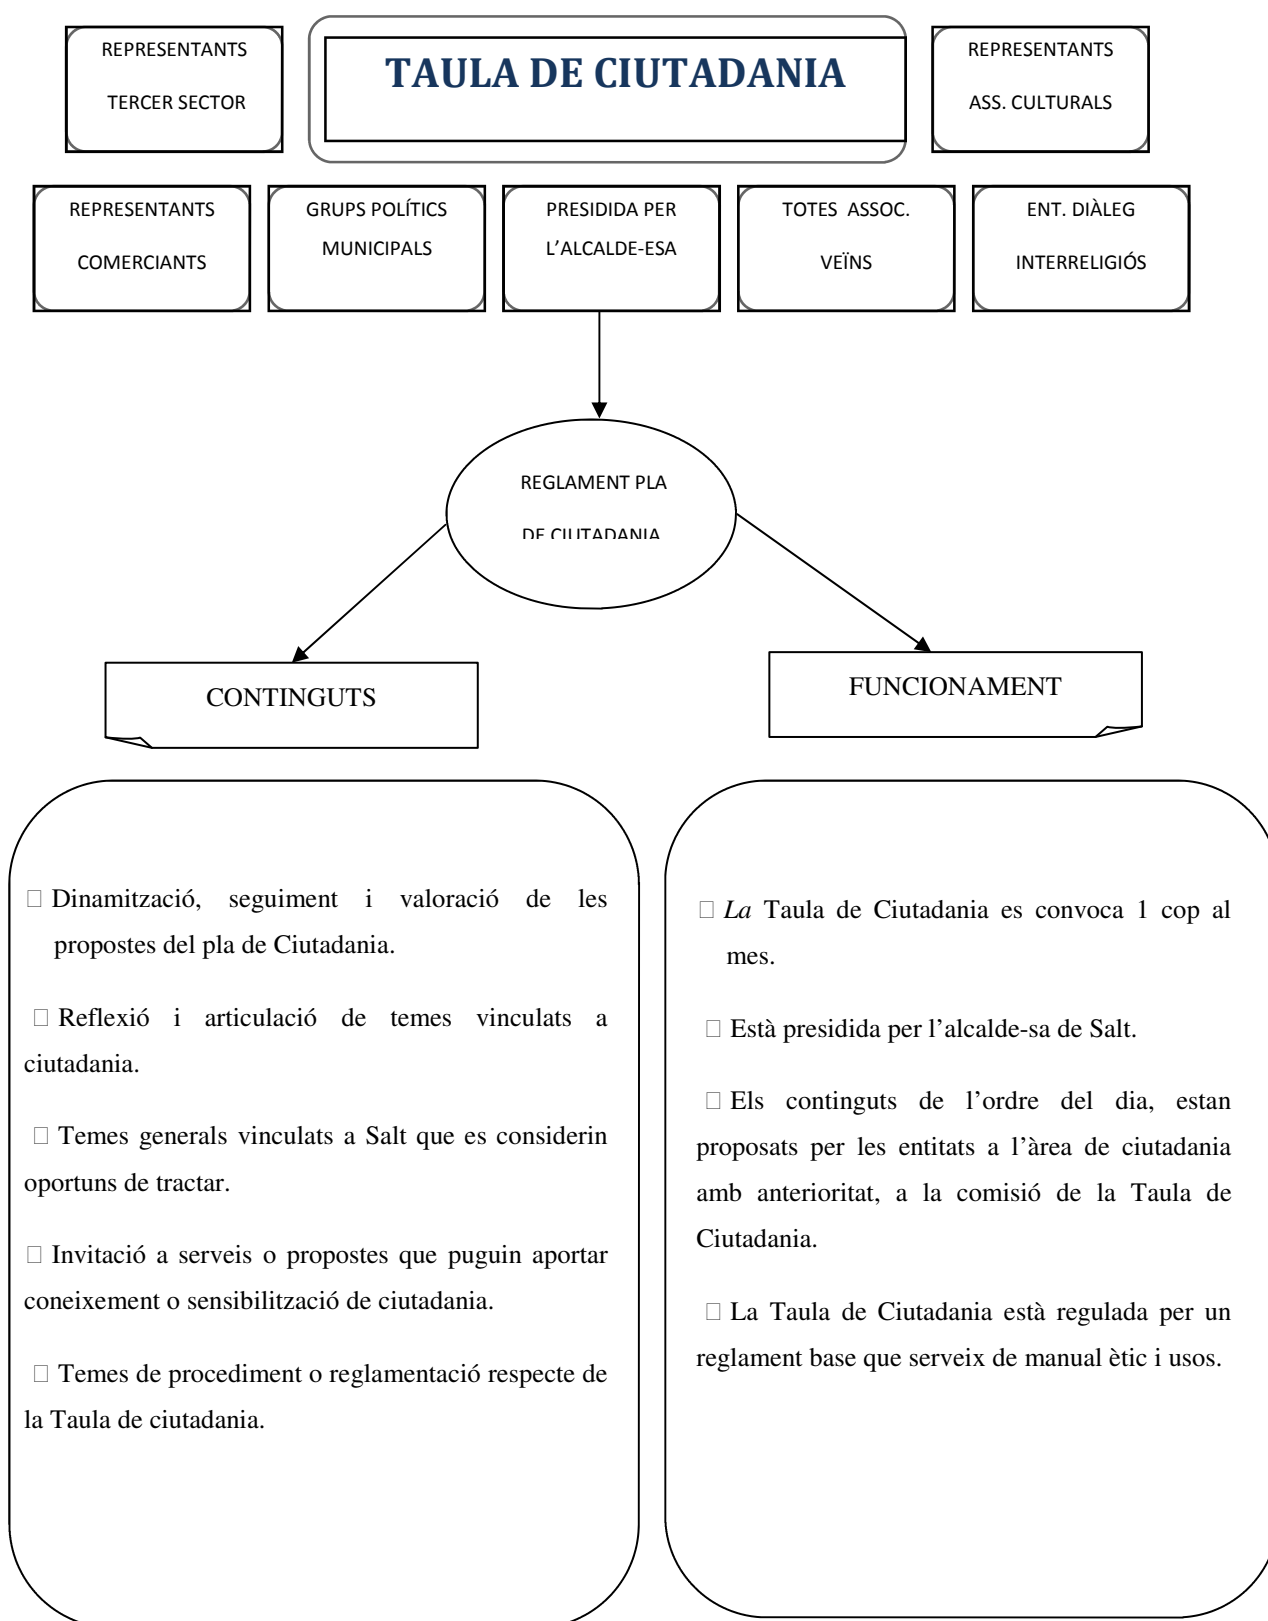 REPRESENTANTS
TERCER SECTOR
TAULA DE CIUTADANIA
REPRESENTANTS
ASS. CULTURALS
REPRESENTANTS
COMERCIANTS
GRUPS POLÍTICS
MUNICIPALS
PRESIDIDA PER
L’ALCALDE-ESA
TOTES ASSOC.
VEÏNS
ENT. DIÀLEG
INTERRELIGIÓS
REGLAMENT PLA
DE CIUTADANIA
CONTINGUTS
FUNCIONAMENT
□ Dinamització, seguiment i valoració de les
propostes del pla de Ciutadania.
□ Reflexió i articulació de temes vinculats a
ciutadania.
□ Temes generals vinculats a Salt que es considerin
oportuns de tractar.
□ Invitació a serveis o propostes que puguin aportar
coneixement o sensibilització de ciutadania.
□ Temes de procediment o reglamentació respecte de
la Taula de ciutadania.
□ La Taula de Ciutadania es convoca 1 cop al
mes.
□ Està presidida per l’alcalde-sa de Salt.
□ Els continguts de l’ordre del dia, estan
proposats per les entitats a l’àrea de ciutadania
amb anterioritat, a la comisió de la Taula de
Ciutadania.
□ La Taula de Ciutadania està regulada per un
reglament base que serveix de manual ètic i usos.